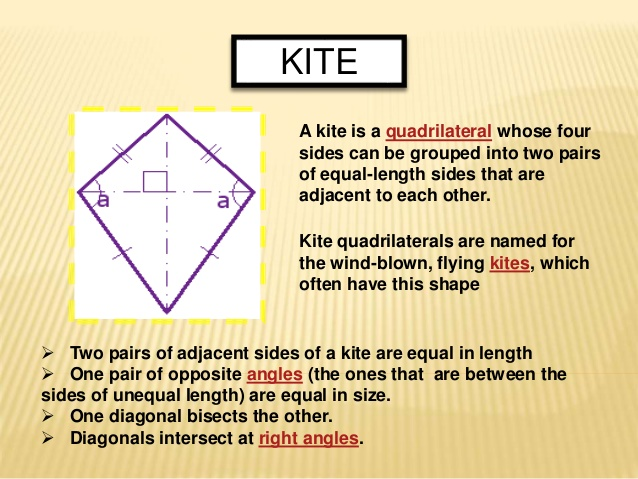 KITE
A kite is a quadrilateral whose four
sides can be grouped into two pairs
of equal-length sides that are
adjacent to each other.
Kite quadrilaterals are named for
the wind-blown, flying kites, which
often have this shape
a a
➢ Two pairs of adjacent sides of a kite are equal in length
➢ One pair of opposite angles (the ones that are between the
sides of unequal length) are equal in size.
➢ One diagonal bisects the other.
➢ Diagonals intersect at right angles.